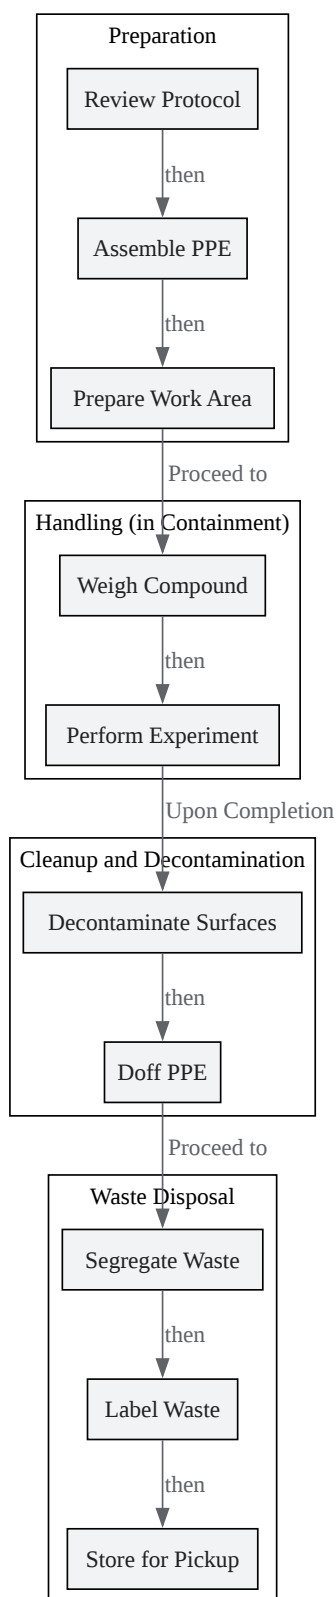 Preparation
Review Protocol
then
Assemble PPE
then
Prepare Work Area
Proceed to
Handling (in Containment)
Weigh Compound
then
Perform Experiment
Upon Completion
Cleanup and Decontamination
Decontaminate Surfaces
then
Doff PPE
Proceed to
Waste Disposal
Segregate Waste
then
Label Waste
then
Store for Pickup